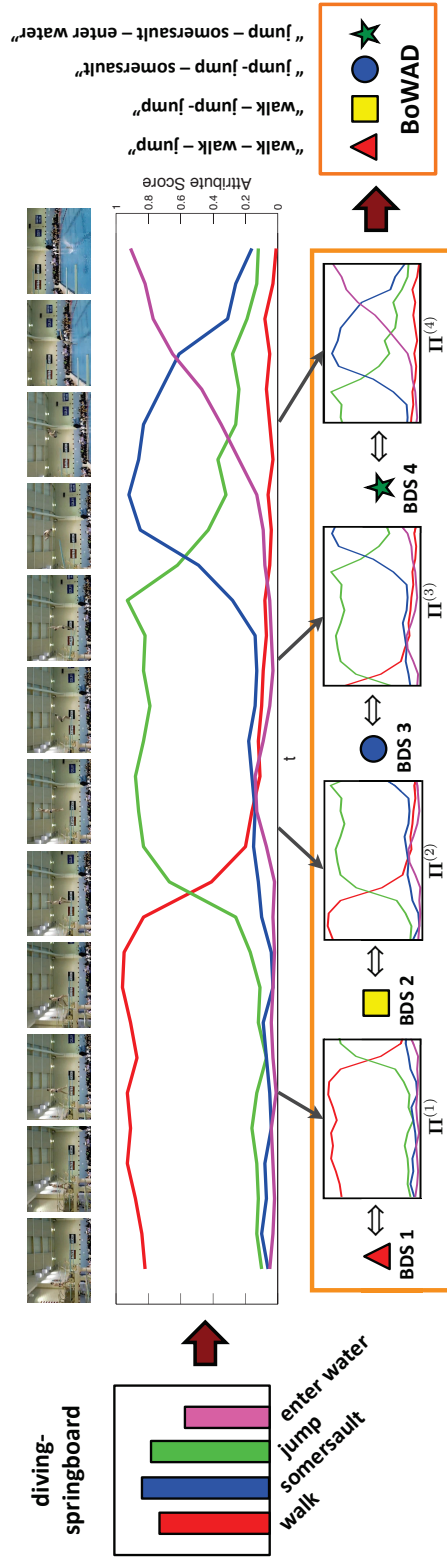 diving-
springboard
walk
somersault
jump
enter water
1
0.8
0.6
0.4
0.2
0
Attribute Score
t
BDS 1
Π(1)
BDS 2
Π(2)
BDS 3
Π(3)
BDS 4
Π(4)
“walk – walk – jump”
“walk – jump- jump”
“jump- jump – somersault”
“jump – somersault – enter water”
BoWAD